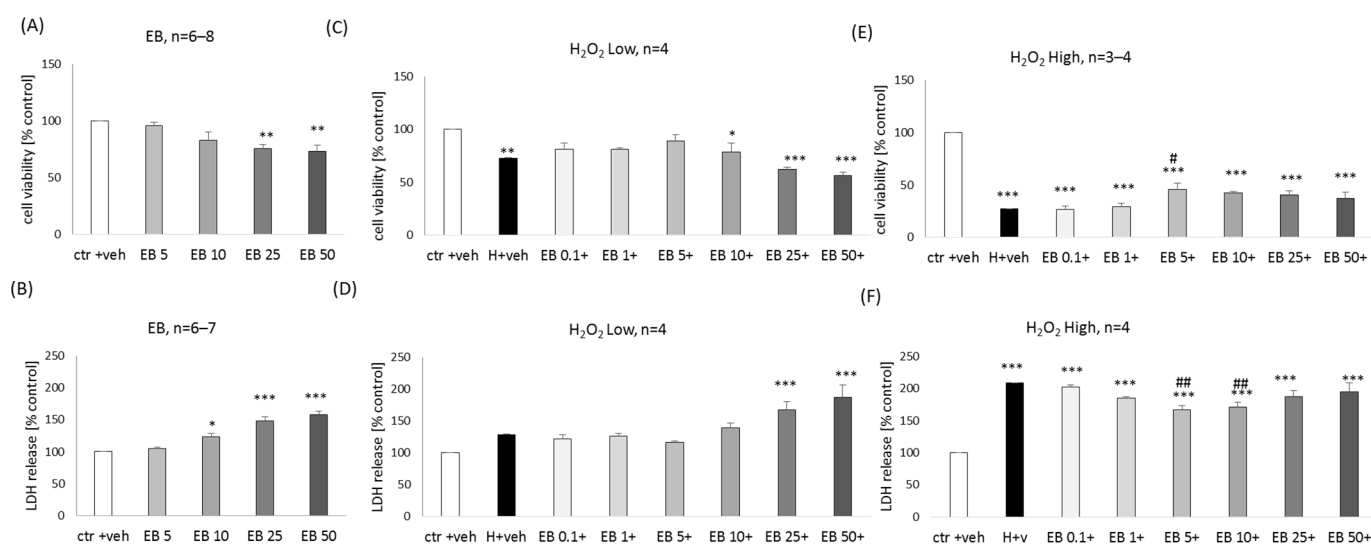 (A)
EB, n=6–8
cell viability [% control]
150
100
50
0
** **
ctr +veh EB 5 EB 10 EB 25 EB 50
(B)
EB, n=6–7
LDH release [% control]
250
200
150
100
50
0
* *** ***
ctr +veh EB 5 EB 10 EB 25 EB 50
(C)
H₂O₂ Low, n=4
cell viability [% control]
150
100
50
0
** * *** ***
ctr +veh H+veh EB 0.1+ EB 1+ EB 5+ EB 10+ EB 25+ EB 50+
(D)
H₂O₂ Low, n=4
LDH release [% control]
250
200
150
100
50
0
*** ***
ctr +veh H+veh EB 0.1+ EB 1+ EB 5+ EB 10+ EB 25+ EB 50+
(E)
H₂O₂ High, n=3–4
cell viability [% control]
150
100
50
0
#
*** *** *** *** *** *** ***
ctr +veh H+veh EB 0.1+ EB 1+ EB 5+ EB 10+ EB 25+ EB 50+
(F)
H₂O₂ High, n=4
LDH release [% control]
250
200
150
100
50
0
## ##
*** *** *** *** *** *** ***
ctr +veh H+v EB 0.1+ EB 1+ EB 5+ EB 10+ EB 25+ EB 50+